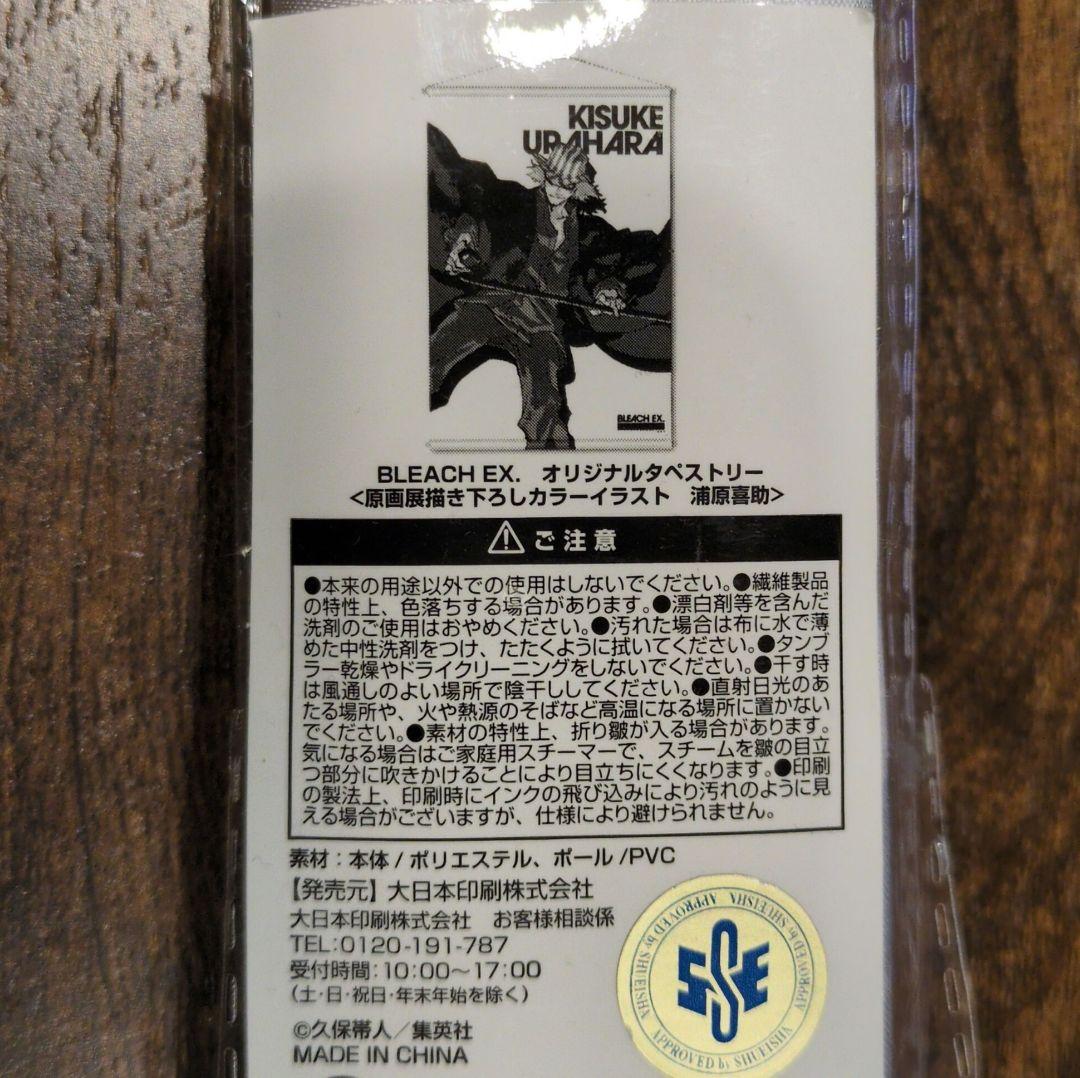 KISUKE
URAHARA
BLEACH EX.
BLEACH EX. オリジナルタペストリー
<原画展描き下ろしカラーイラスト 浦原喜助>
ご注意
●本来の用途以外での使用はしないでください。●繊維製品
の特性上、色落ちする場合があります。●漂白剤等を含んだ
洗剤のご使用はおやめください。●汚れた場合は布に水で薄
めた中性洗剤をつけ、たたくように拭いてください。●タンブ
ラー乾燥やドライクリーニングをしないでください。●干す時
は風通しのよい場所で陰干ししてください。●直射日光のあ
たる場所や、火や熱源のそばなど高温になる場所に置かない
でください。●素材の特性上、折り皺が入る場合があります。
気になる場合はご家庭用スチーマーで、スチームを皺の目立
つ部分に吹きかけることにより目立ちにくくなります。●印刷
の製法上、印刷時にインクの飛び込みにより汚れのように見
える場合がございますが、仕様により避けられません。
素材：本体/ポリエステル、ポール/PVC
【発売元】大日本印刷株式会社
大日本印刷株式会社 お客様相談係
TEL:0120-191-787
受付時間：10:00～17:00
(土・日・祝日・年末年始を除く)
©久保帯人／集英社
MADE IN CHINA
SSE
APPROVED by SHUEISHA APPROVED by SHUEISHA APPROVED by SHUEISHA